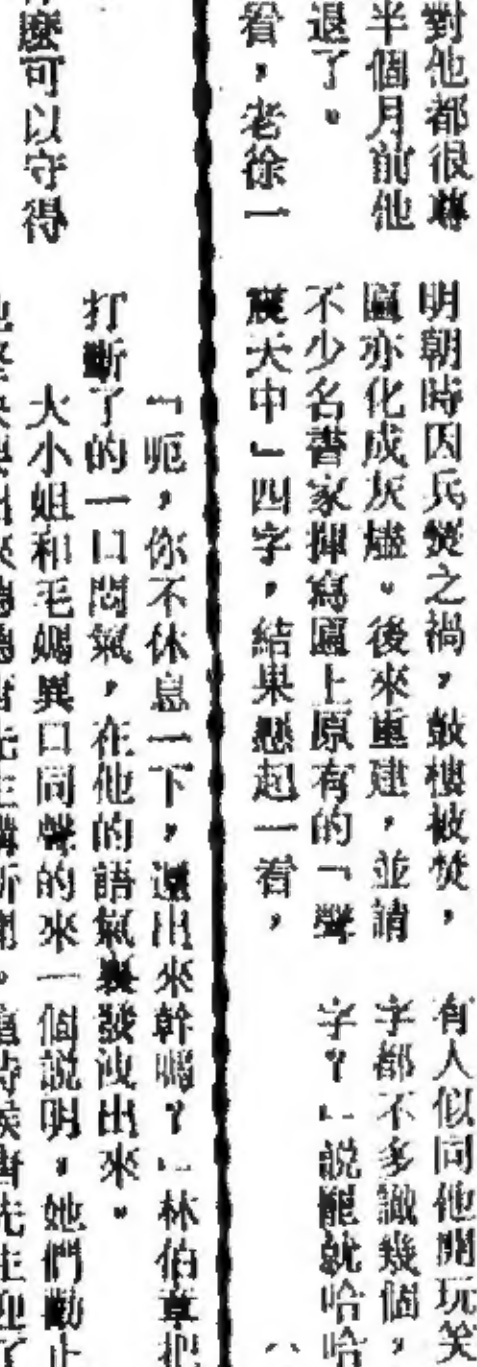 對他都很尊
半個月前他
退了。
看,老徐一
明朝時因兵燹之禍,鼓樓被焚,
匾亦化成灰燼。後來重建,並請
不少名書家揮寫匾上原有的「聲
震天中」四字,結果懸起一看,
有人似同他開玩笑
字都不多識幾個,
字?」說罷就哈哈
(
麼可以守得
「呃,你不休息一下,還出來幹嗎?」林伯把
打斷了的一口悶氣,在他的語氣裏發洩出來。
大小姐和毛媽異口同聲的來一個說明,她們勸止